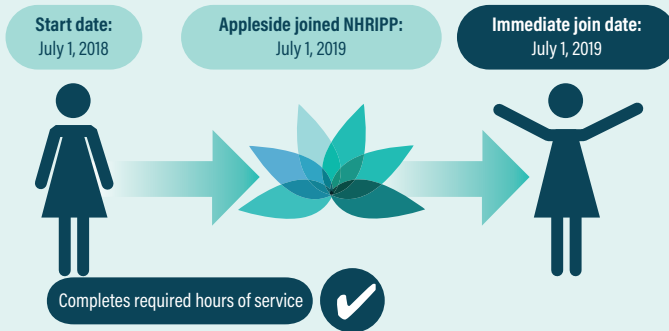 Start date:
July 1, 2018
Appleside joined NHRIPP:
July 1, 2019
Immediate join date:
July 1, 2019
Completes required hours of service